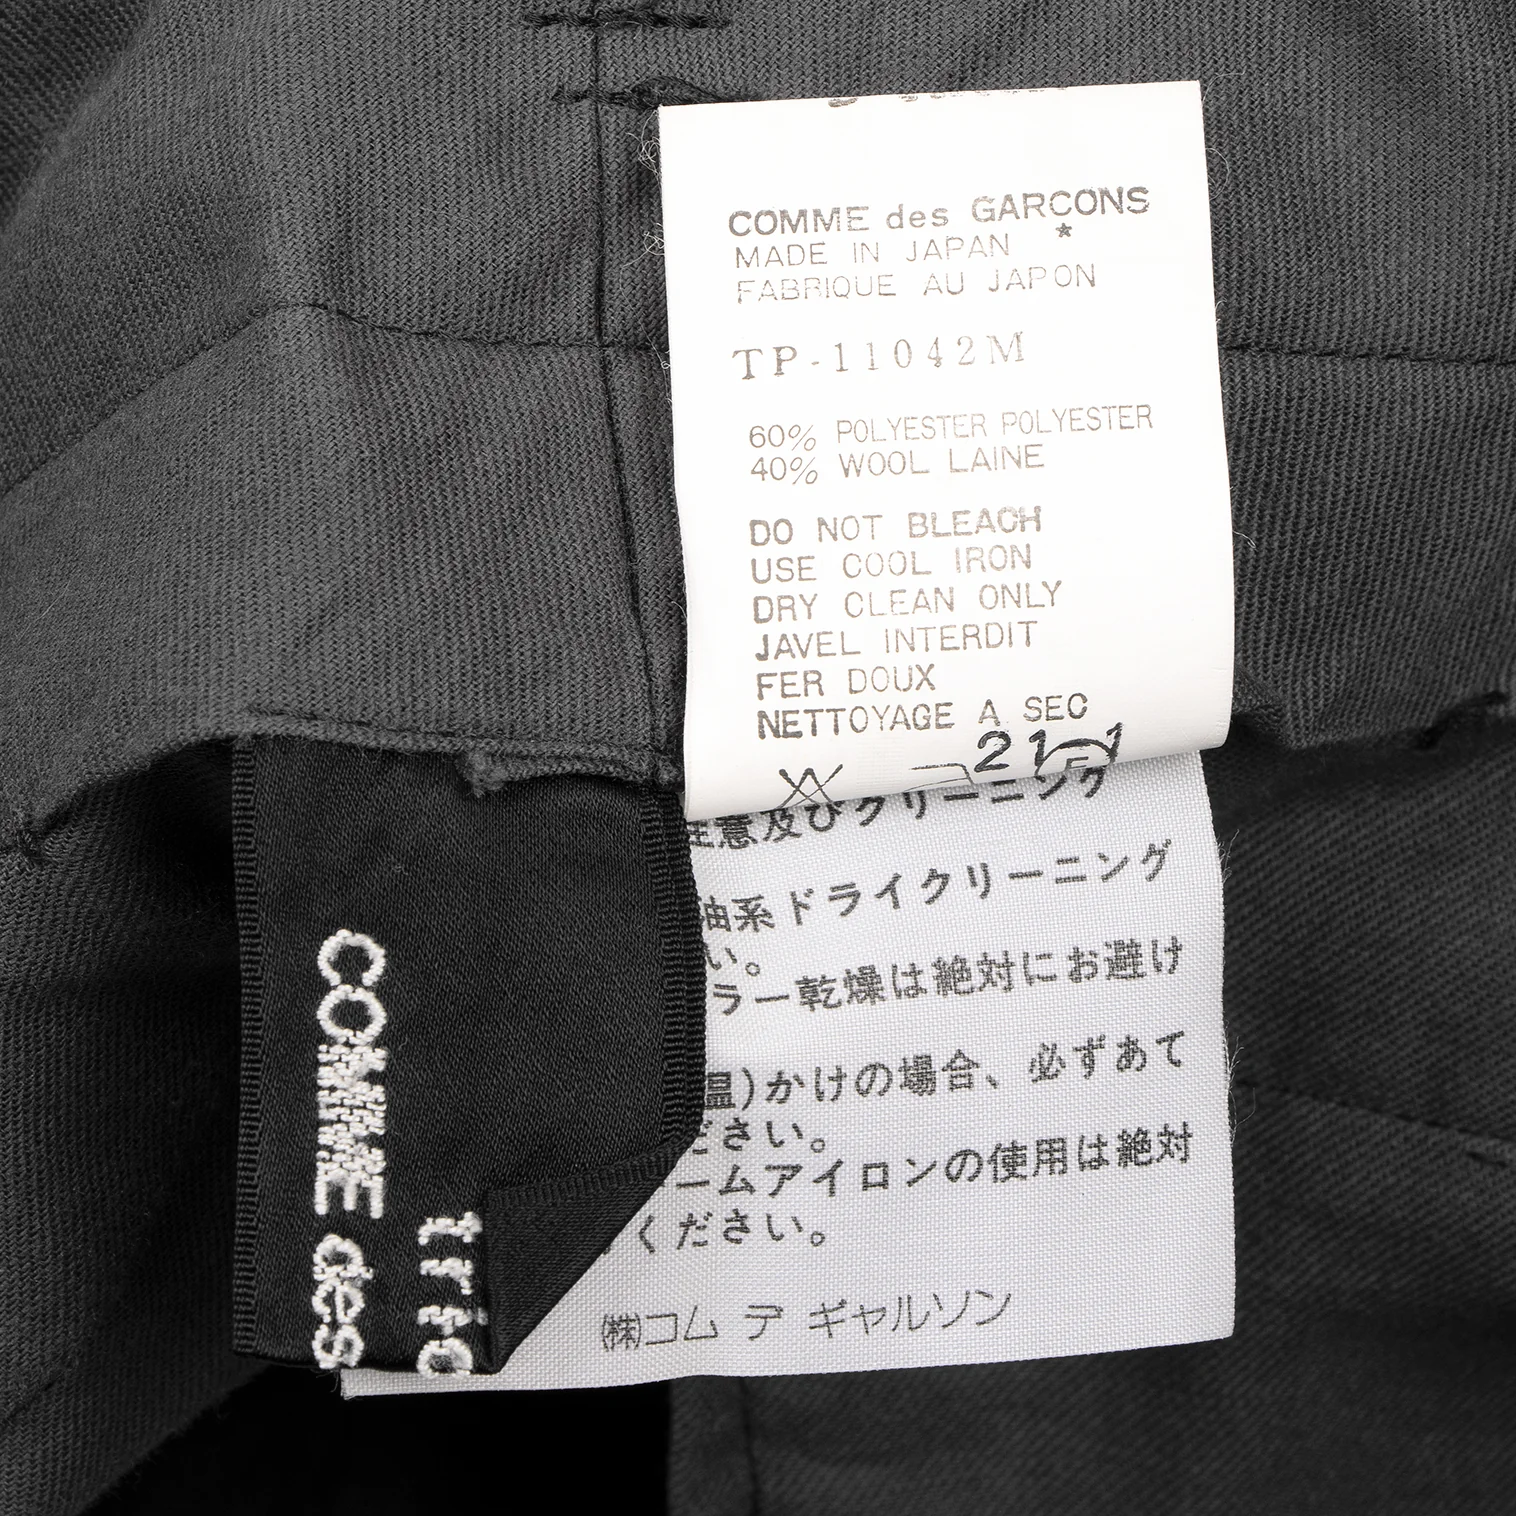 COMME des GARCONS
MADE IN JAPAN
FABRIQUE AU JAPON
TP-11042M
60% POLYESTER POLYESTER
40% WOOL LAINE
DO NOT BLEACH
USE COOL IRON
DRY CLEAN ONLY
JAVEL INTERDIT
FER DOUX
NETTOYAGE A SEC
21-1
注意及びクリーニング
油系ドライクリーニング
い。
ラー乾燥は絶対にお避け
温)かけの場合、必ずあて
ださい。
ームアイロンの使用は絶対
ください。
(株)コム デ ギャルソン
COMME des
tric